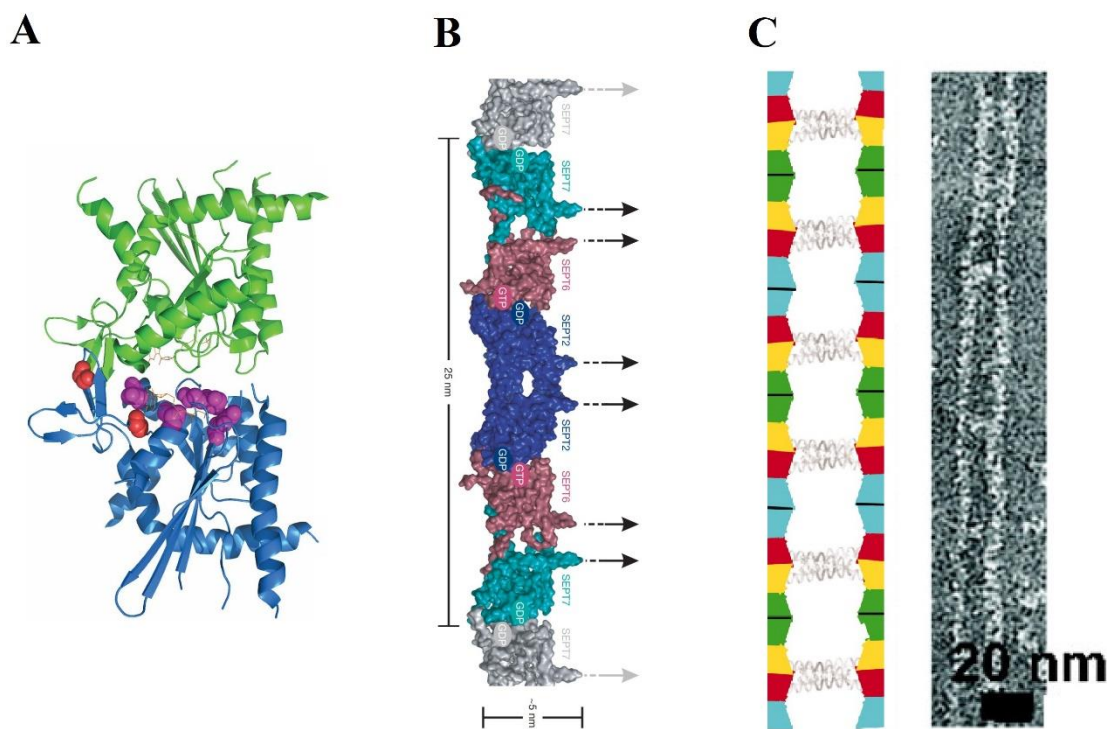 A
B
C
SEPT7
GDP
GDP
SEPT7
SEPT6
GTP
GDP
SEPT2
25 nm
SEPT2
GDP
GTP
SEPT6
SEPT7
GDP
GDP
SEPT7
~5 nm
20 nm